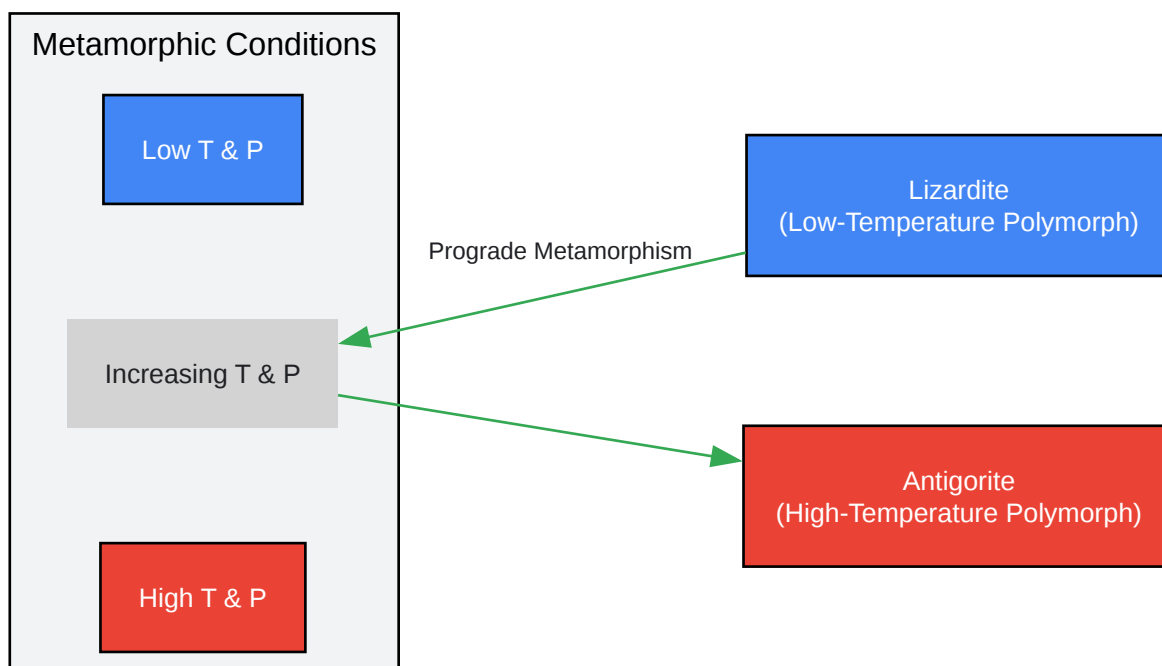 Metamorphic Conditions
Low T & P
Lizardite
(Low-Temperature Polymorph)
Prograde Metamorphism
Increasing T & P
Antigorite
(High-Temperature Polymorph)
High T & P